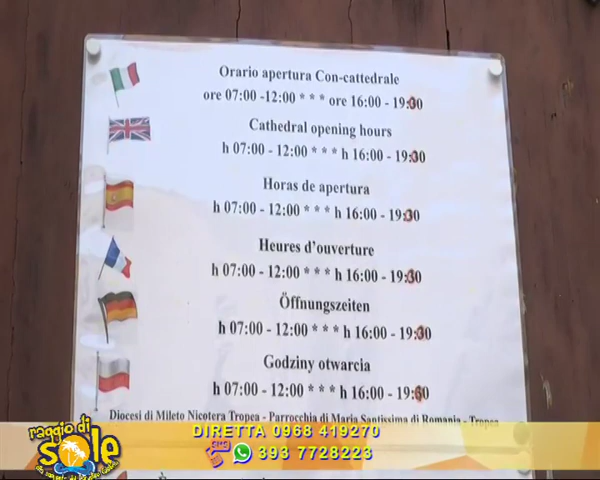 Orario apertura Con-cattedrale
ore 07:00 -12:00 * * * ore 16:00 - 19:30
Cathedral opening hours
h 07:00 - 12:00 * * * h 16:00 - 19:30
Horas de apertura
h 07:00 - 12:00 * * * h 16:00 - 19:30
Heures d'ouverture
h 07:00 - 12:00 * * * h 16:00 - 19:30
Öffnungszeiten
h 07:00 - 12:00 * * * h 16:00 - 19:30
Godziny otwarcia
h 07:00 - 12:00 * * * h 16:00 - 19:30
Diocesi di Mileto Nicotera Tropea - Parrocchia di Maria Santissima di Romania - Tropea
raggio di
sole
DIRETTA 0968 419270
393 7728223